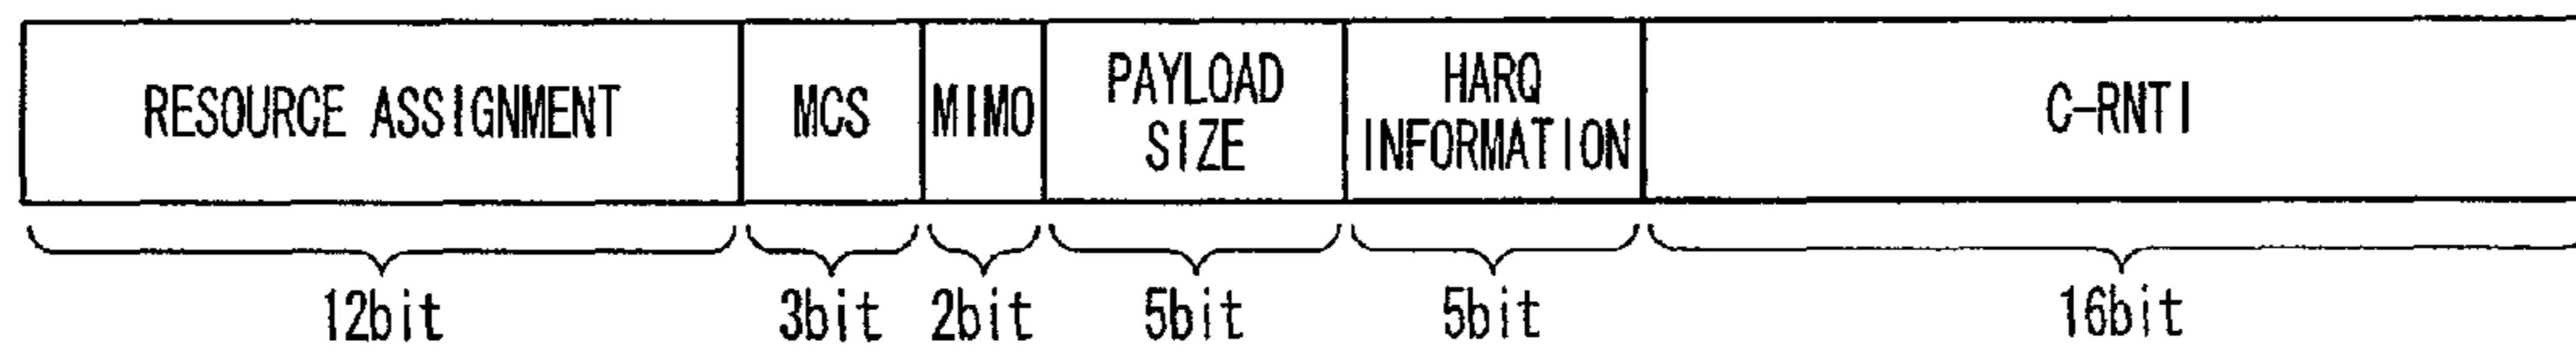 RESOURCE ASSIGNMENT
MCS
MIMO
PAYLOAD
SIZE
HARQ
INFORMATION
C-RNTI
12bit
3bit
2bit
5bit
5bit
16bit